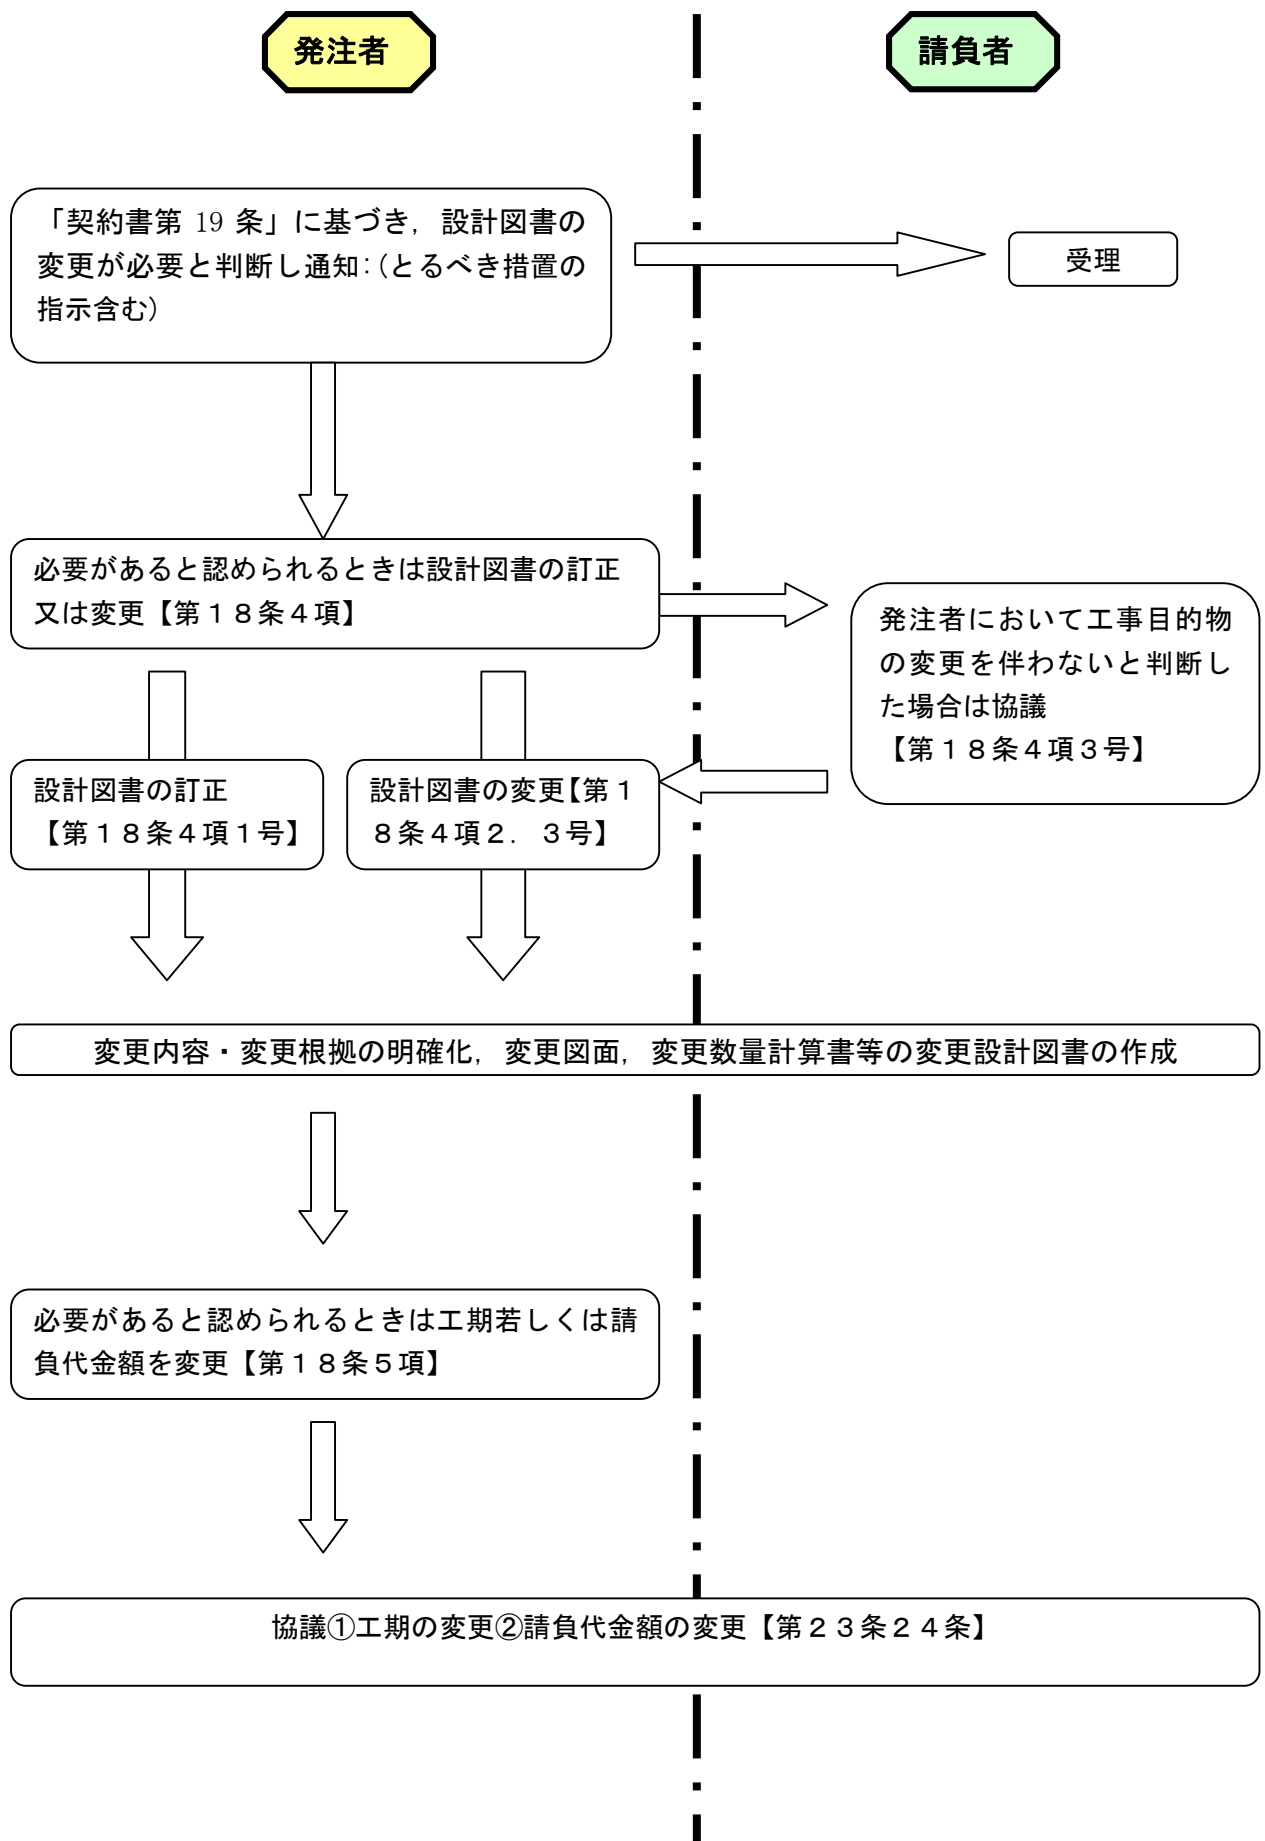 発注者
請負者
「契約書第 19 条」に基づき，設計図書の
変更が必要と判断し通知：（とるべき措置の
指示含む）
受理
必要があると認められるときは設計図書の訂正
又は変更【第１８条４項】
発注者において工事目的物
の変更を伴わないと判断し
た場合は協議
【第１８条４項３号】
設計図書の訂正
【第１８条４項１号】
設計図書の変更【第１
８条４項２．３号】
変更内容・変更根拠の明確化，変更図面，変更数量計算書等の変更設計図書の作成
必要があると認められるときは工期若しくは請
負代金額を変更【第１８条５項】
協議①工期の変更②請負代金額の変更【第２３条２４条】